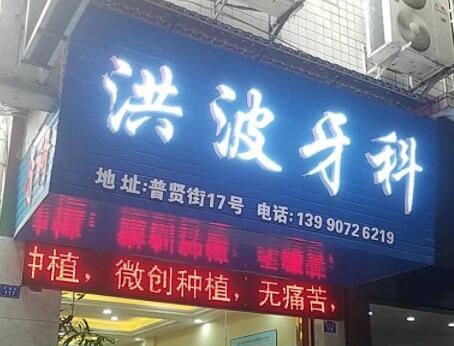 洪波牙科
地址:普贤街17号 电话:139 9072 6219
种植，微创种植，无痛苦，